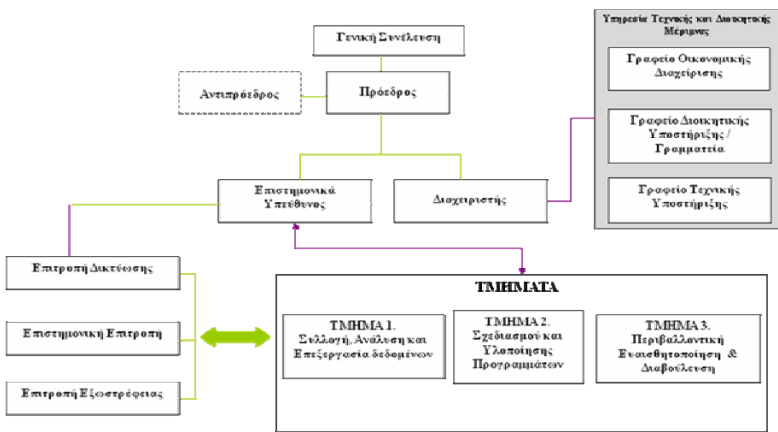 Γενική Συνέλευση
Αντιπρόεδρος
Πρόεδρος
Επιστημονικά
Υπεύθυνος
Διαχειριστής
Υπηρεσία Τεχνικής και Διοικητικής
Μέριμνας
Γραφείο Οικονομικής
Διαχείρισης
Γραφείο Διοικητικής
Υποστήριξης /
Γραμματεία
Γραφείο Τεχνικής
Υποστήριξης
Επιτροπή Δικτύωσης
Επιστημονική Επιτροπή
Επιτροπή Εξωστρέφειας
ΤΜΗΜΑΤΑ
ΤΜΗΜΑ 1.
Συλλογή, Ανάλυση και
Επεξεργασία δεδομένων
ΤΜΗΜΑ 2.
Σχεδιασμού και
Υλοποίησης
Προγραμμάτων
ΤΜΗΜΑ 3.
Περιβαλλοντική
Ευαισθητοποίηση &
Διαβούλευση